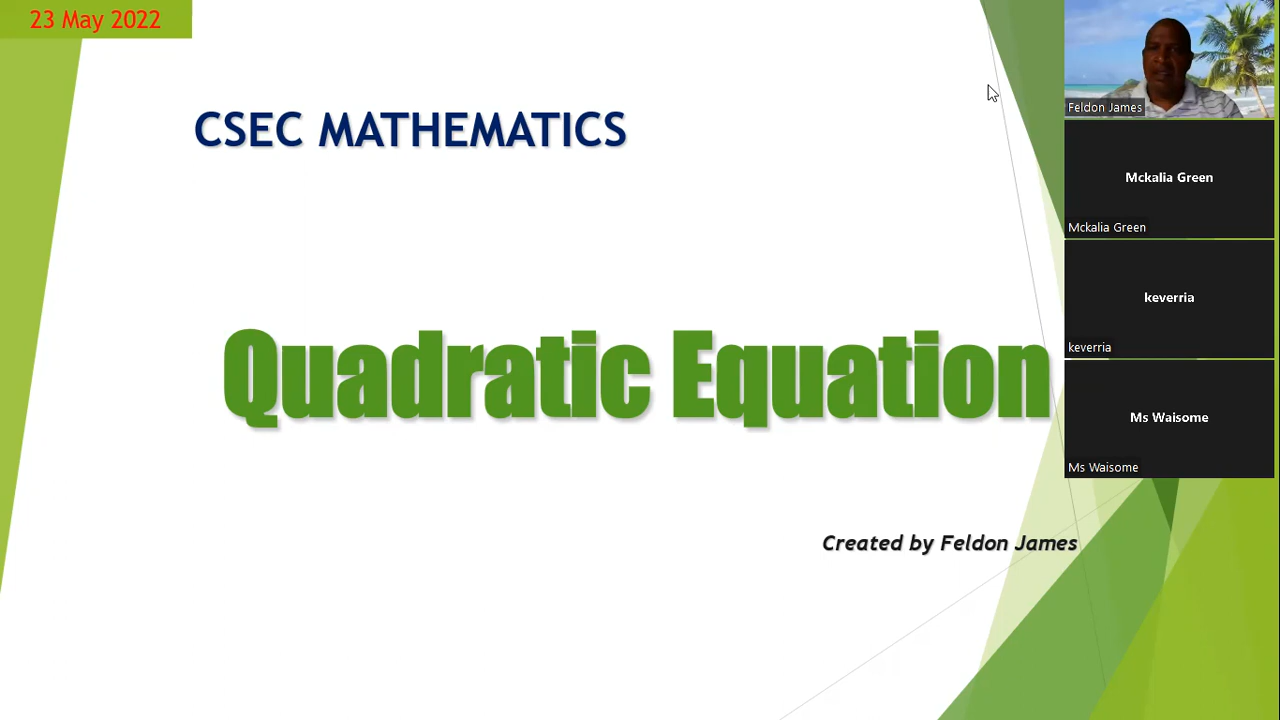 23 May 2022
CSEC MATHEMATICS
Quadratic Equation
Created by Feldon James
Feldon James
Mckalia Green
Mckalia Green
keverria
keverria
Ms Waisome
Ms Waisome